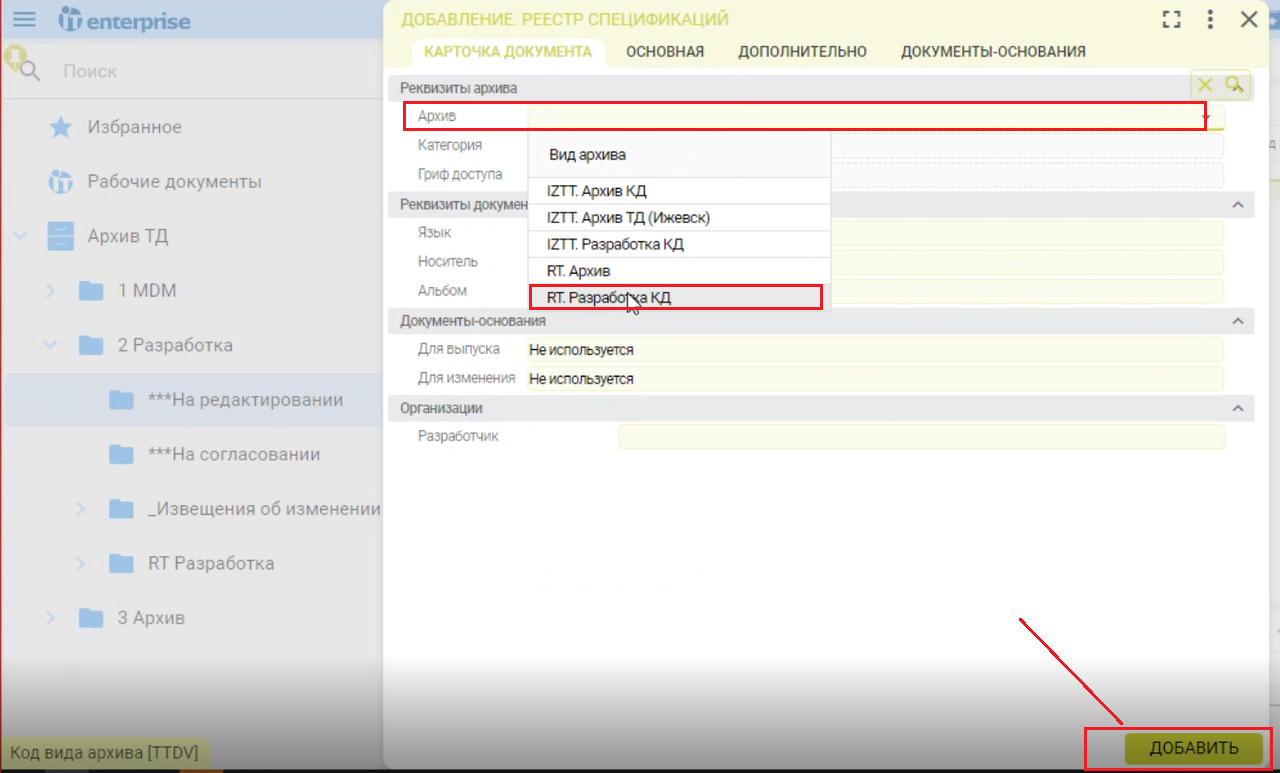 enterprise
Поиск
Избранное
Рабочие документы
Архив ТД
1 MDM
2 Разработка
***На редактировании
***На согласовании
_Извещения об изменении
RT Разработка
3 Архив
Код вида архива [TTDV]
ДОБАВЛЕНИЕ. РЕЕСТР СПЕЦИФИКАЦИЙ
КАРТОЧКА ДОКУМЕНТА ОСНОВНАЯ ДОПОЛНИТЕЛЬНО ДОКУМЕНТЫ-ОСНОВАНИЯ
Реквизиты архива
Архив
Категория
Гриф доступа
Вид архива
IZTT. Архив КД
IZTT. Архив ТД (Ижевск)
IZTT. Разработка КД
RT. Архив
RT. Разработка КД
Реквизиты докумен
Язык
Носитель
Альбом
Документы-основания
Для выпуска Не используется
Для изменения Не используется
Организации
Разработчик
ДОБАВИТЬ